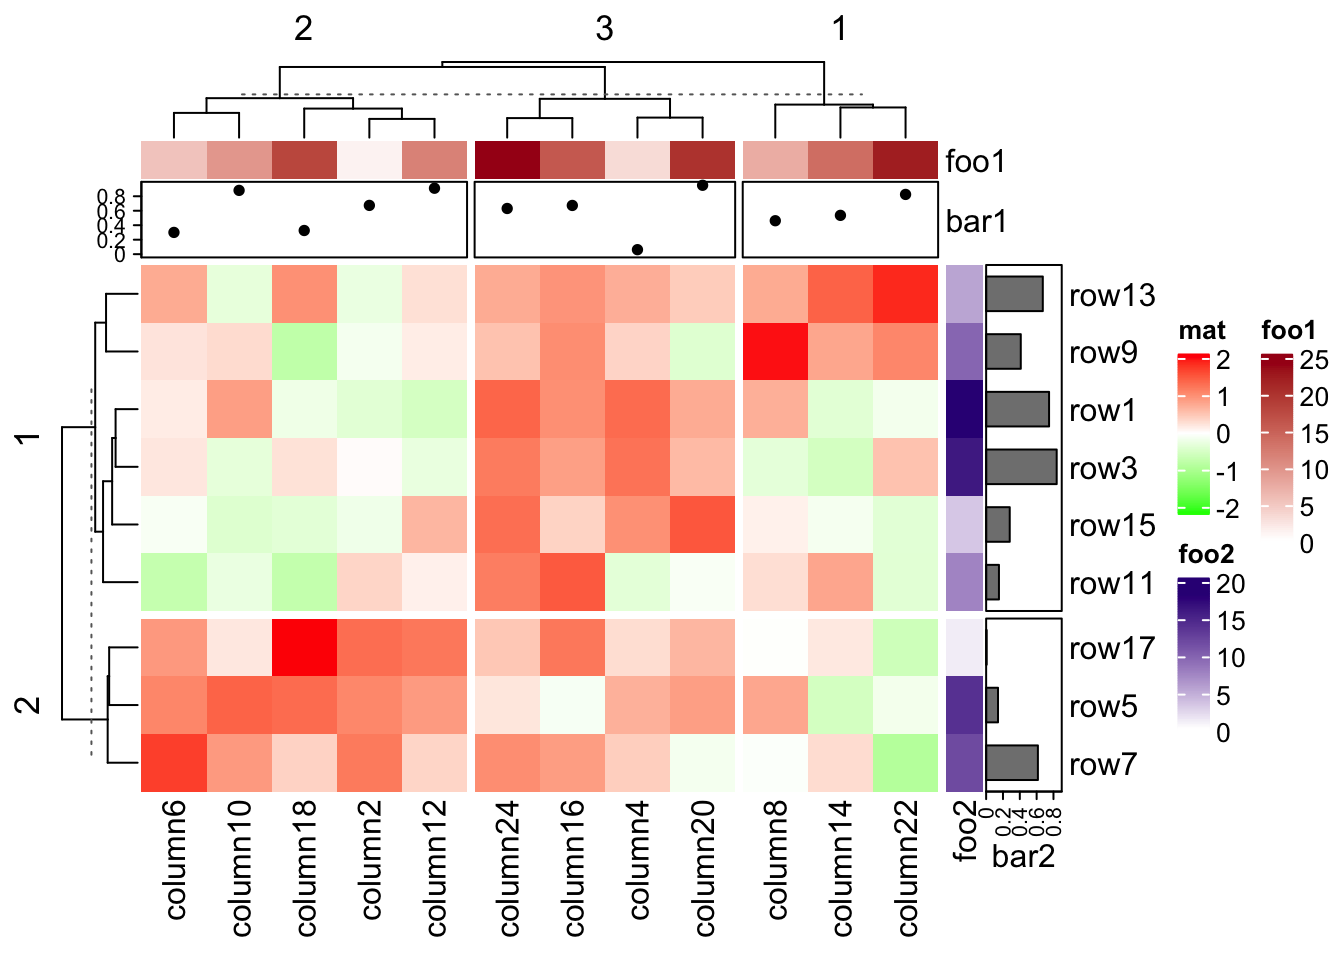 2 3 1
foo1
0.8
0.6
0.4
0.2
0
bar1
1
2
row13
row9
row1
row3
row15
row11
row17
row5
row7
column6
column10
column18
column2
column12
column24
column16
column4
column20
column8
column14
column22
foo2
0
0.2
0.4
0.6
0.8
bar2
mat
2
1
0
-1
-2
foo1
25
20
15
10
5
0
foo2
20
15
10
5
0